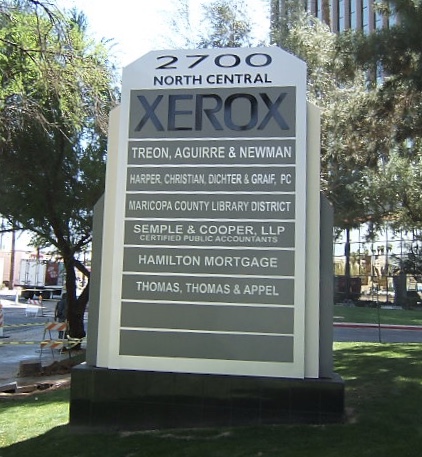 2700
NORTH CENTRAL
XEROX
TREON, AGUIRRE & NEWMAN
HARPER, CHRISTIAN, DICHTER & GRAIF, PC
MARICOPA COUNTY LIBRARY DISTRICT
SEMPLE & COOPER, LLP
CERTIFIED PUBLIC ACCOUNTANTS
HAMILTON MORTGAGE
THOMAS, THOMAS & APPEL